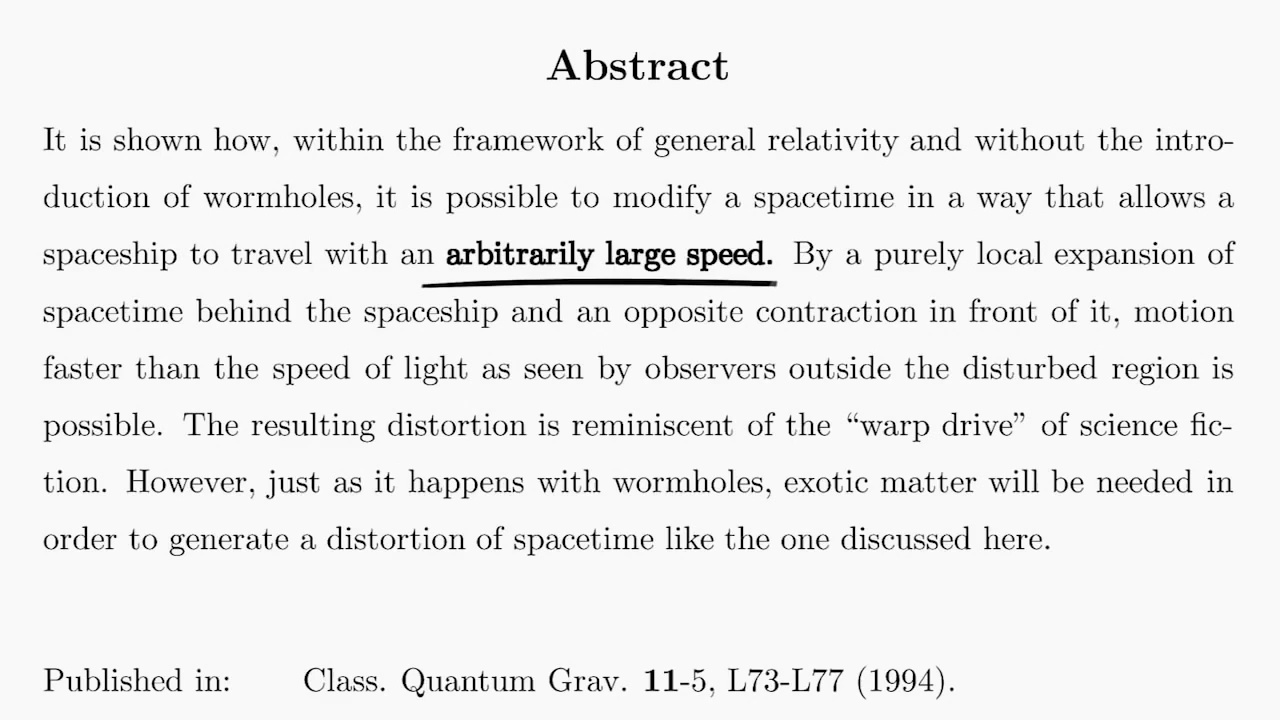 Abstract
It is shown how, within the framework of general relativity and without the intro-
duction of wormholes, it is possible to modify a spacetime in a way that allows a
spaceship to travel with an arbitrarily large speed. By a purely local expansion of
spacetime behind the spaceship and an opposite contraction in front of it, motion
faster than the speed of light as seen by observers outside the disturbed region is
possible. The resulting distortion is reminiscent of the “warp drive” of science fic-
tion. However, just as it happens with wormholes, exotic matter will be needed in
order to generate a distortion of spacetime like the one discussed here.
Published in: Class. Quantum Grav. 11-5, L73-L77 (1994).